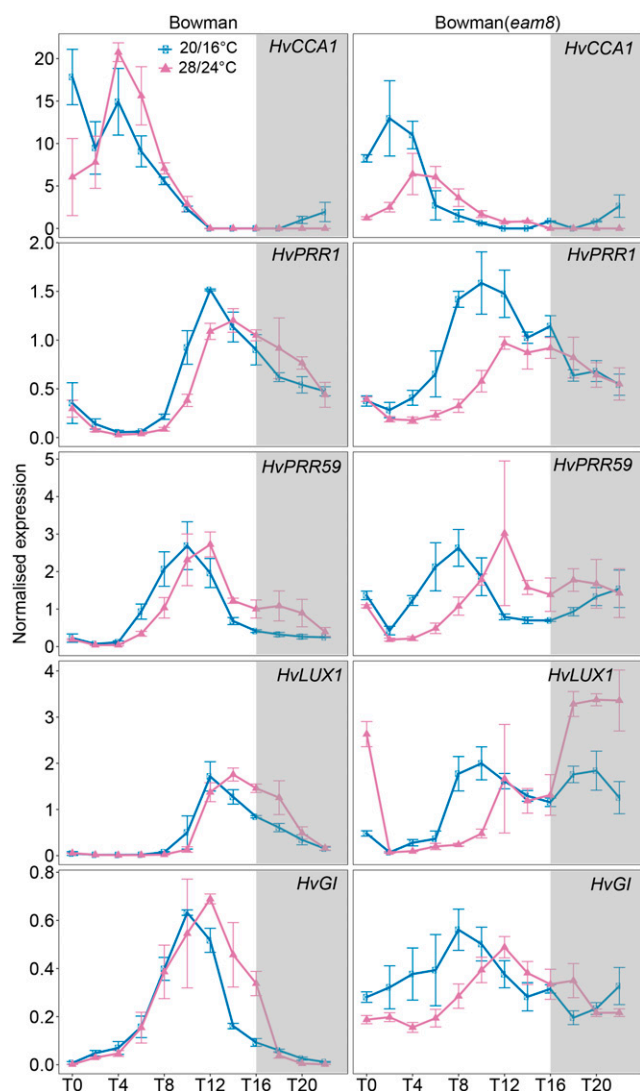 Bowman Bowman(eam8)
20/16°C
28/24°C
HvCCA1 HvCCA1
20
15
10
5
0
HvPRR1 HvPRR1
2.0
1.5
1.0
0.5
0.0
HvPRR59 HvPRR59
5
4
3
2
1
0
Normalised expression
HvLUX1 HvLUX1
4
3
2
1
0
HvGI HvGI
0.8
0.6
0.4
0.2
0.0
T0 T4 T8 T12 T16 T20 T0 T4 T8 T12 T16 T20